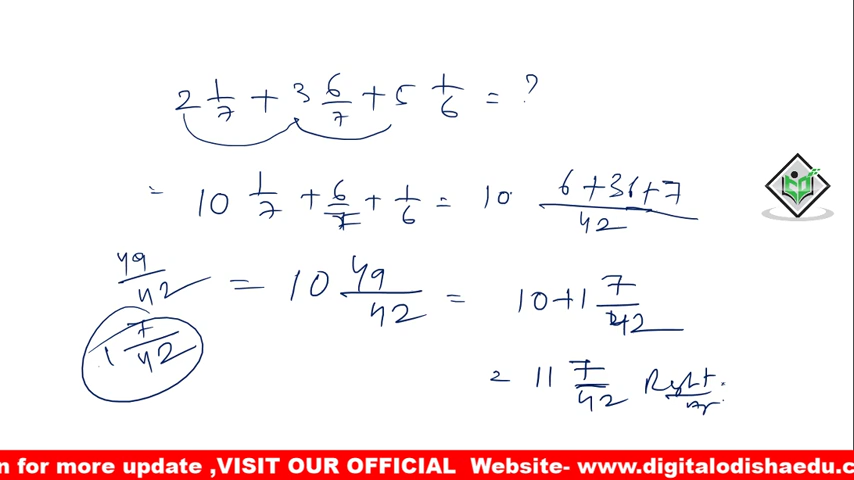 2 1/7 + 3 6/7 + 5 1/6 = ?
= 10 1/7 + 6/7 + 1/6 = 10 (6+36+7)/42
49/42 = 10 49/42 = 10+1 7/42
1 7/42
= 11 7/42 Right
n for more update ,VISIT OUR OFFICIAL Website- www.digitalodishaedu.c